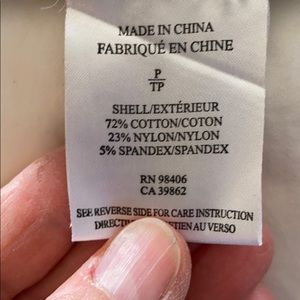 MADE IN CHINA
FABRIQUÉ EN CHINE
P
TP
SHELL/EXTÉRIEUR
72% COTTON/COTON
23% NYLON/NYLON
5% SPANDEX/SPANDEX
RN 98406
CA 39862
SEE REVERSE SIDE FOR CARE INSTRUCTION
AU VERSO